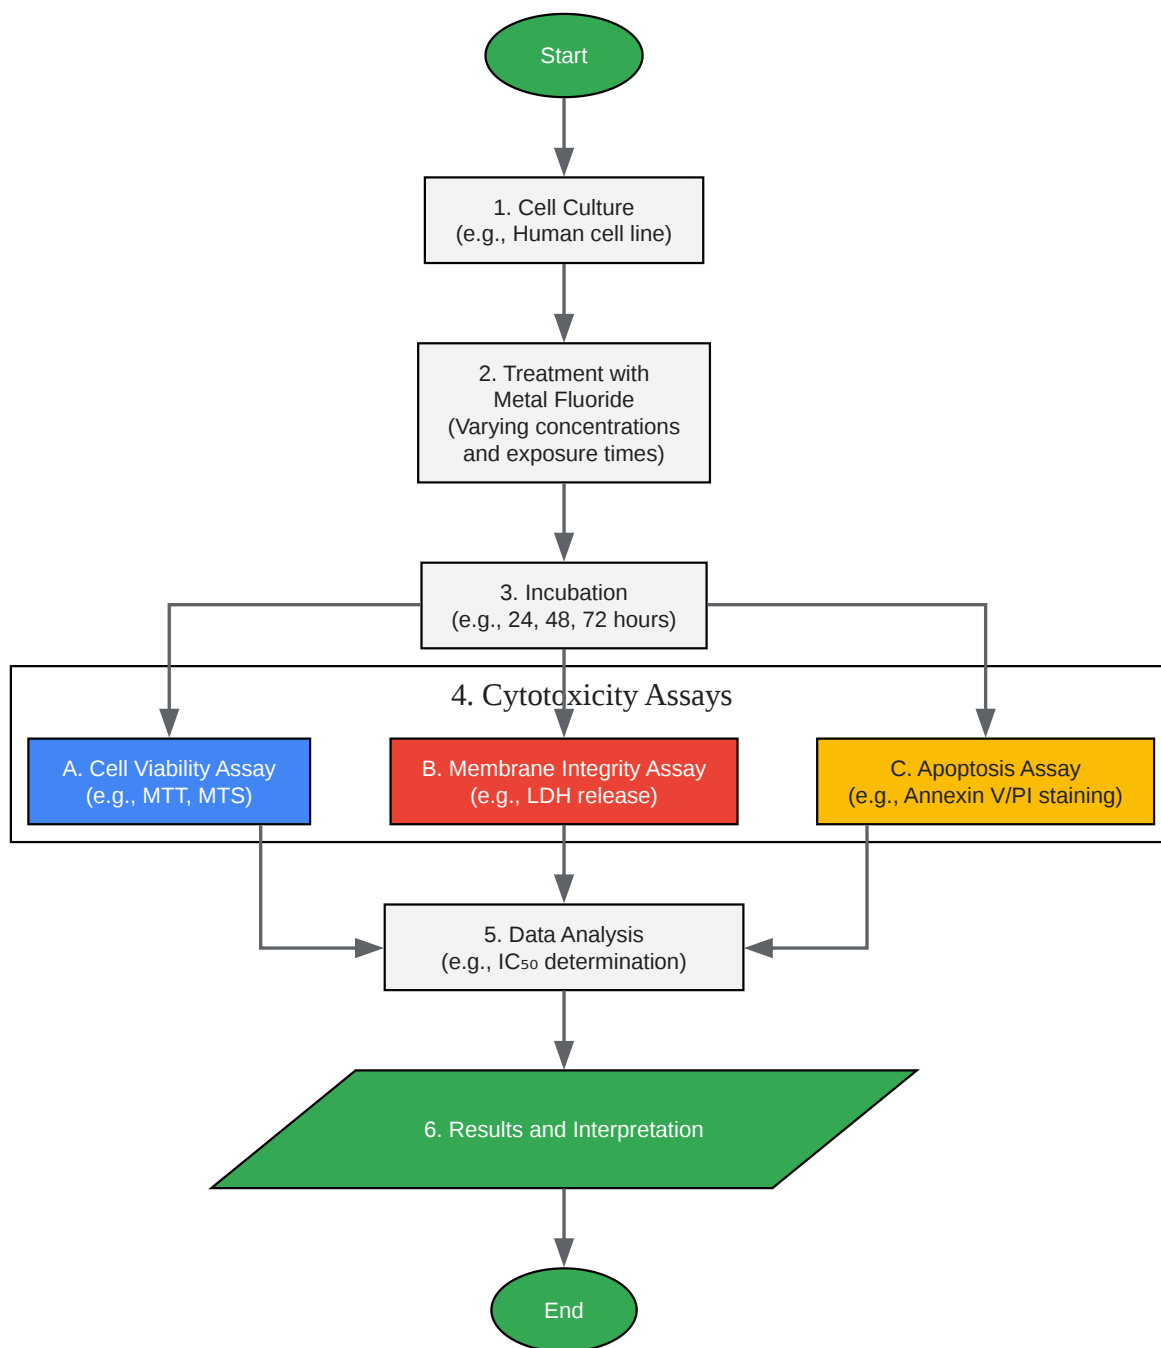 Start
1. Cell Culture
(e.g., Human cell line)
2. Treatment with
Metal Fluoride
(Varying concentrations
and exposure times)
3. Incubation
(e.g., 24, 48, 72 hours)
4. Cytotoxicity Assays
A. Cell Viability Assay
(e.g., MTT, MTS)
B. Membrane Integrity Assay
(e.g., LDH release)
C. Apoptosis Assay
(e.g., Annexin V/PI staining)
5. Data Analysis
(e.g., IC₅₀ determination)
6. Results and Interpretation
End